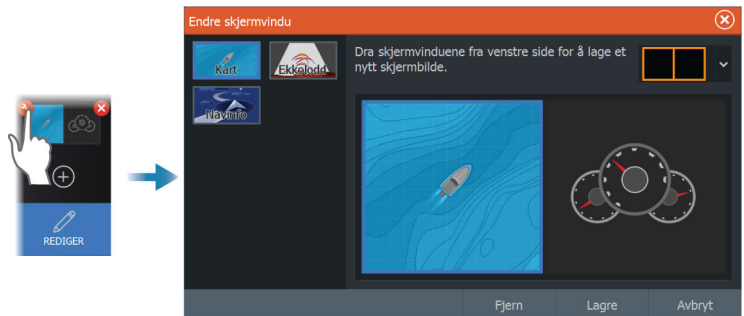 REDIGER
Endre skjermvindu
Kart
Ekkolodd
Navinfo
Dra skjermvinduene fra venstre side for å lage et
nytt skjermbilde.
Fjern
Lagre
Avbryt